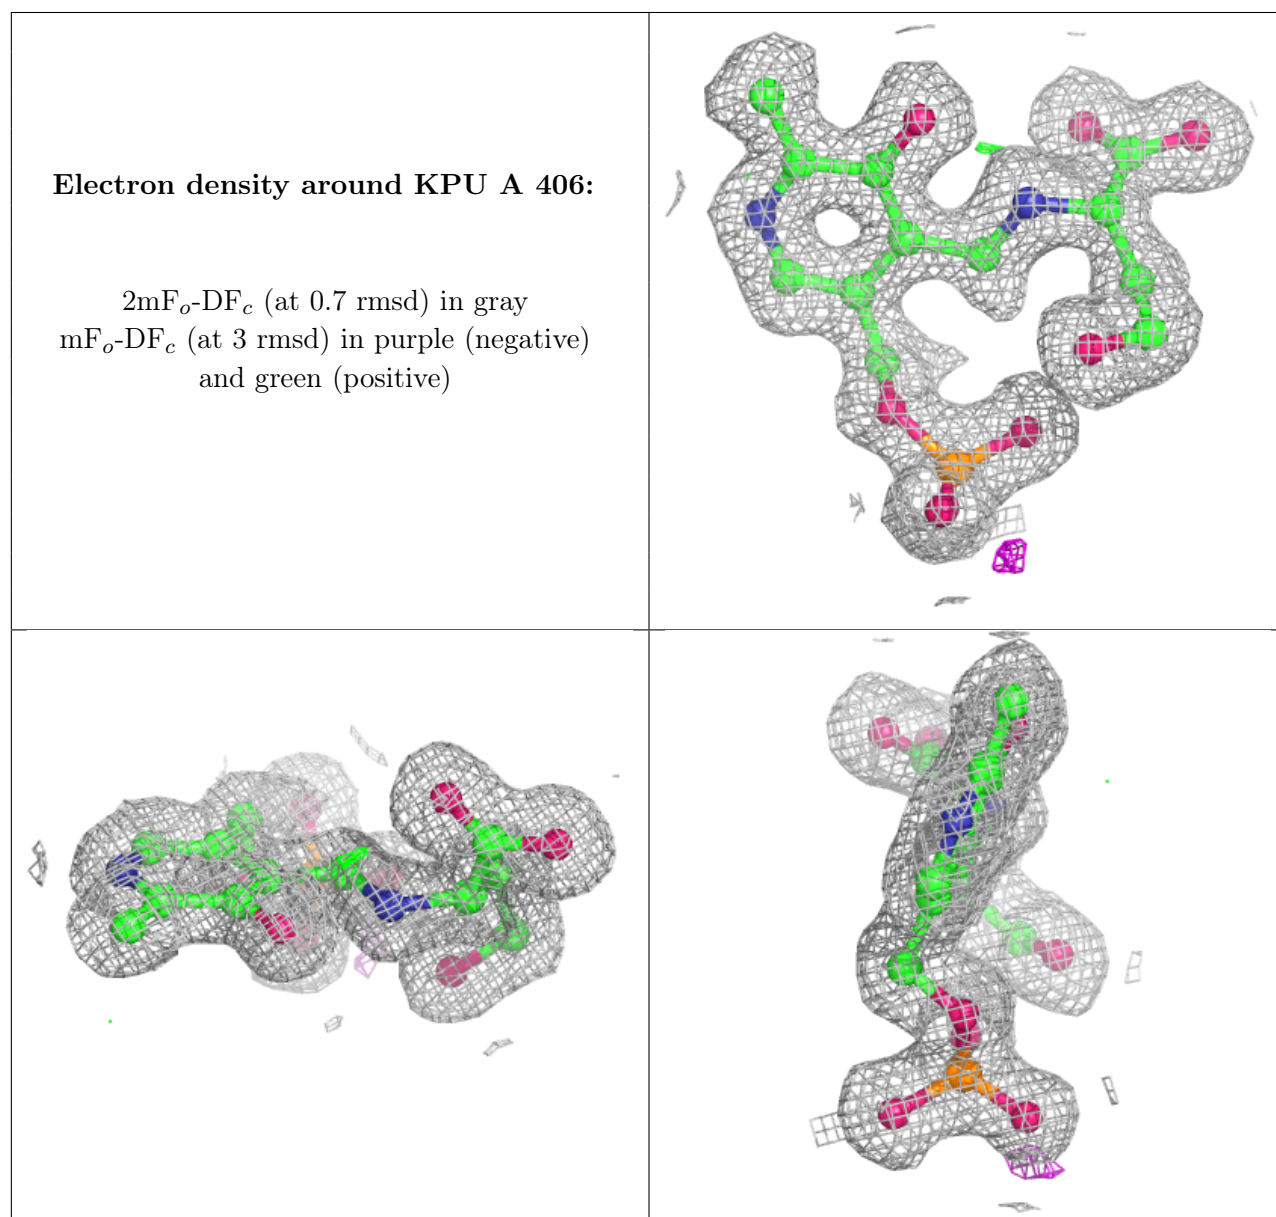 Electron density around KPU A 406:
2mFo-DFc (at 0.7 rmsd) in gray
mFo-DFc (at 3 rmsd) in purple (negative)
and green (positive)